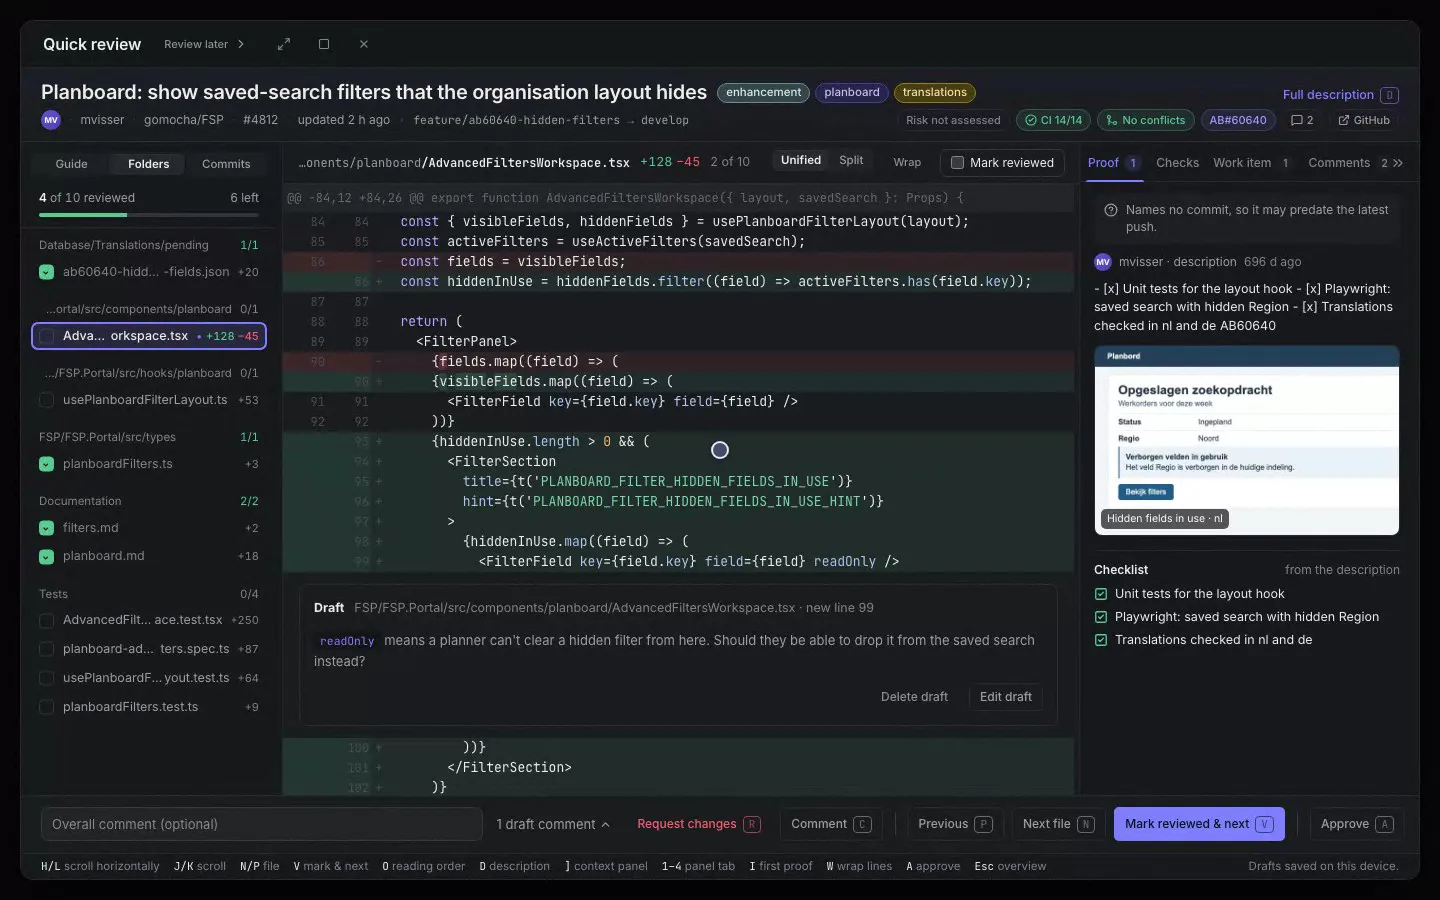 Quick review Review later
Planboard: show saved-search filters that the organisation layout hides enhancement planboard translations Full description D
MV mvisser gomocha/FSP #4812 updated 2 h ago · feature/ab60640-hidden-filters → develop Risk not assessed CI 14/14 No conflicts AB#60640 2 GitHub
Guide Folders Commits
4 of 10 reviewed 6 left
Database/Translations/pending 1/1
ab60640-hidd... -fields.json +20
...ortal/src/components/planboard 0/1
Adva... orkspace.tsx • +128 −45
.../FSP.Portal/src/hooks/planboard 0/1
usePlanboardFilterLayout.ts +53
FSP/FSP.Portal/src/types 1/1
planboardFilters.ts +3
Documentation 2/2
filters.md +2
planboard.md +18
Tests 0/4
AdvancedFilt... ace.test.tsx +250
planboard-ad... ters.spec.ts +87
usePlanboardF... yout.test.ts +64
planboardFilters.test.ts +9
...onents/planboard/AdvancedFiltersWorkspace.tsx +128 −45 2 of 10 Unified Split Wrap Mark reviewed
@@ -84,12 +84,26 @@ export function AdvancedFiltersWorkspace({ layout, savedSearch }: Props) {
84 84 const { visibleFields, hiddenFields } = usePlanboardFilterLayout(layout);
85 85 const activeFilters = useActiveFilters(savedSearch);
86 - const fields = visibleFields;
86 + const hiddenInUse = hiddenFields.filter((field) => activeFilters.has(field.key));
87 87
88 88 return (
89 89 <FilterPanel>
90 - {fields.map((field) => (
90 + {visibleFields.map((field) => (
91 91 <FilterField key={field.key} field={field} />
92 92 ))}
93 + {hiddenInUse.length > 0 && (
94 + <FilterSection
95 + title={t('PLANBOARD_FILTER_HIDDEN_FIELDS_IN_USE')}
96 + hint={t('PLANBOARD_FILTER_HIDDEN_FIELDS_IN_USE_HINT')}
97 + >
98 + {hiddenInUse.map((field) => (
99 + <FilterField key={field.key} field={field} readOnly />
Draft FSP/FSP.Portal/src/components/planboard/AdvancedFiltersWorkspace.tsx · new line 99
readOnly means a planner can't clear a hidden filter from here. Should they be able to drop it from the saved search
instead?
Delete draft Edit draft
100 + ))}
101 + </FilterSection>
102 + )}
Proof 1 Checks Work item 1 Comments 2
Names no commit, so it may predate the latest
push.
MV mvisser · description 696 d ago
- [x] Unit tests for the layout hook - [x] Playwright:
saved search with hidden Region - [x] Translations
checked in nl and de AB60640
Planbord
Opgeslagen zoekopdracht
Werkorders voor deze week
Status Ingepland
Regio Noord
Verborgen velden in gebruik
Het veld Regio is verborgen in de huidige indeling.
Bekijk filters
Hidden fields in use · nl
Checklist from the description
Unit tests for the layout hook
Playwright: saved search with hidden Region
Translations checked in nl and de
Overall comment (optional) 1 draft comment Request changes R Comment C Previous P Next file N Mark reviewed & next V Approve A
H/L scroll horizontally J/K scroll N/P file V mark & next O reading order D description ] context panel 1–4 panel tab I first proof W wrap lines A approve Esc overview Drafts saved on this device.